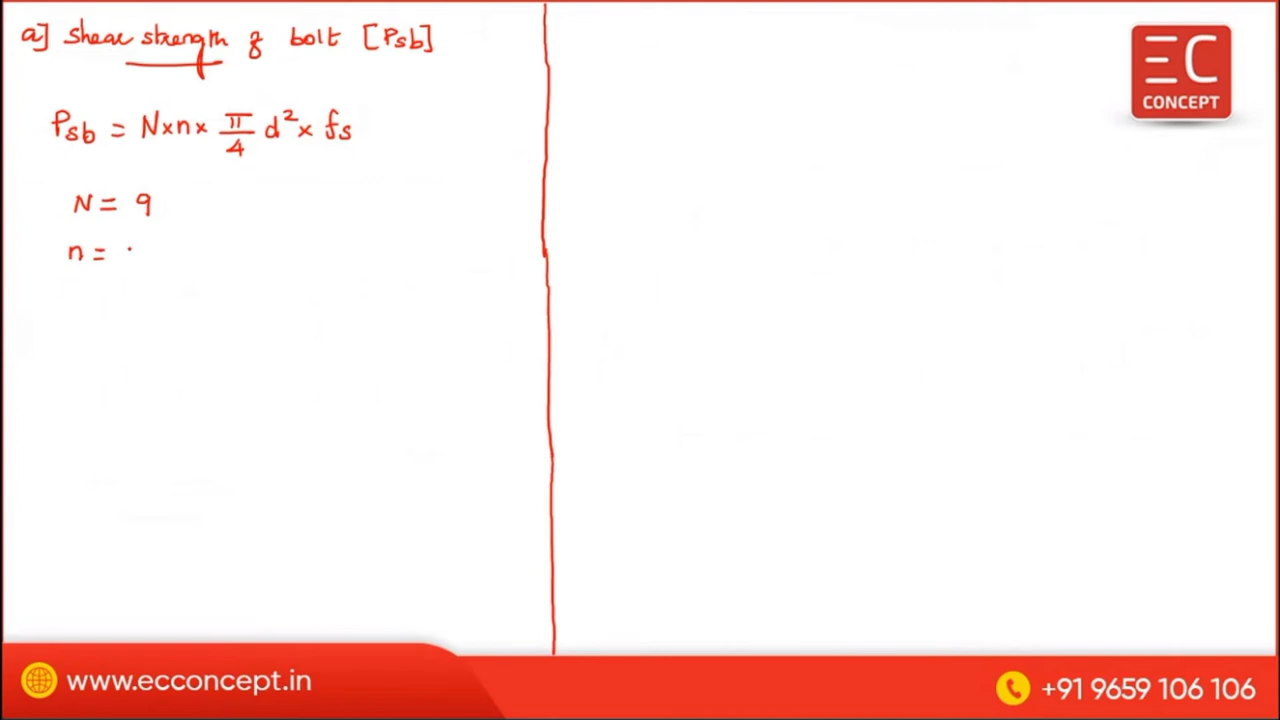 a] Shear strength of bolt [Psb]
Psb = N×n× π/4 d² × fs
N = 9
n =
EC
CONCEPT
www.ecconcept.in
+91 9659 106 106